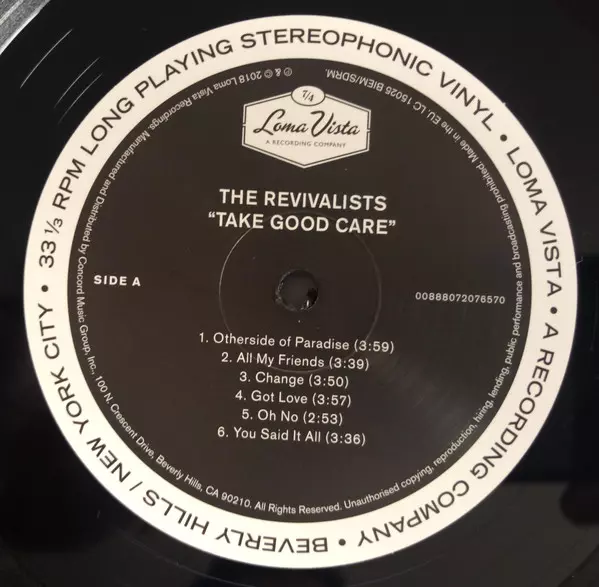 33 1/3 RPM LONG PLAYING STEREOPHONIC VINYL • LOMA VISTA • A RECORDING COMPANY • BEVERLY HILLS / NEW YORK CITY •
℗ & © 2018 Loma Vista Recordings. Manufactured and Distributed by Concord Music Group, Inc., 100 N. Crescent Drive, Beverly Hills, CA 90210. All Rights Reserved. Unauthorised copying, reproduction, hiring, lending, public performance and broadcasting prohibited. Made in the EU. LC 15025 BIEM/SDRM.
7/4
Loma Vista
A RECORDING COMPANY
THE REVIVALISTS
“TAKE GOOD CARE”
SIDE A
00888072076570
1. Otherside of Paradise (3:59)
2. All My Friends (3:39)
3. Change (3:50)
4. Got Love (3:57)
5. Oh No (2:53)
6. You Said It All (3:36)